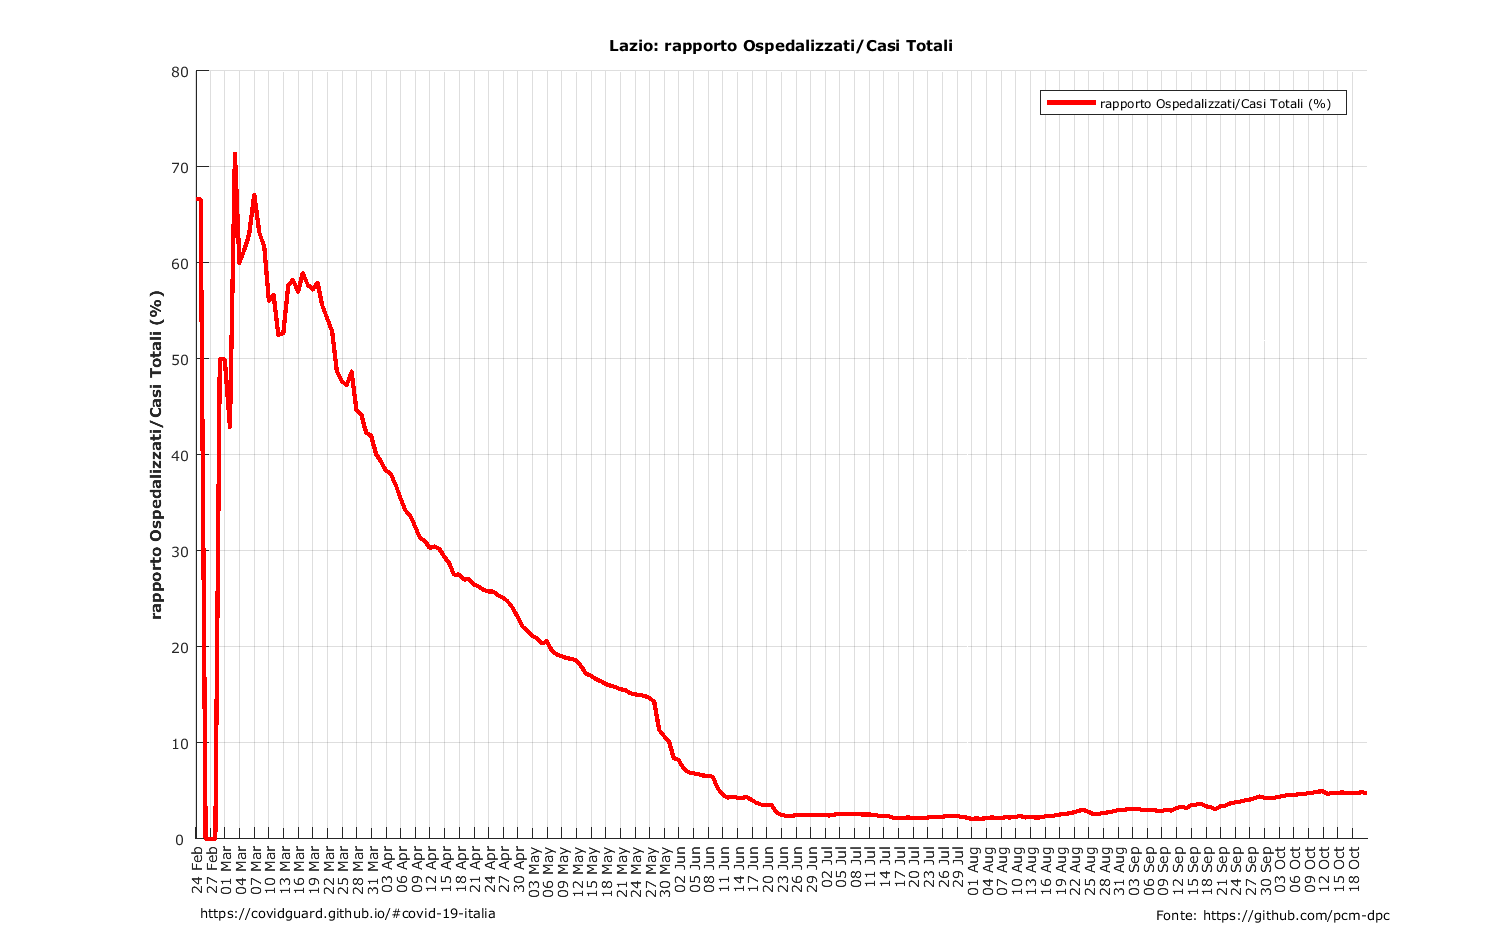 Lazio: rapporto Ospedalizzati/Casi Totali
rapporto Ospedalizzati/Casi Totali (%)
rapporto Ospedalizzati/Casi Totali (%)
80
70
60
50
40
30
20
10
0
24 Feb
27 Feb
01 Mar
04 Mar
07 Mar
10 Mar
13 Mar
16 Mar
19 Mar
22 Mar
25 Mar
28 Mar
31 Mar
03 Apr
06 Apr
09 Apr
12 Apr
15 Apr
18 Apr
21 Apr
24 Apr
27 Apr
30 Apr
03 May
06 May
09 May
12 May
15 May
18 May
21 May
24 May
27 May
30 May
02 Jun
05 Jun
08 Jun
11 Jun
14 Jun
17 Jun
20 Jun
23 Jun
26 Jun
29 Jun
02 Jul
05 Jul
08 Jul
11 Jul
14 Jul
17 Jul
20 Jul
23 Jul
26 Jul
29 Jul
01 Aug
04 Aug
07 Aug
10 Aug
13 Aug
16 Aug
19 Aug
22 Aug
25 Aug
28 Aug
31 Aug
03 Sep
06 Sep
09 Sep
12 Sep
15 Sep
18 Sep
21 Sep
24 Sep
27 Sep
30 Sep
03 Oct
06 Oct
09 Oct
12 Oct
15 Oct
18 Oct
https://covidguard.github.io/#covid-19-italia
Fonte: https://github.com/pcm-dpc